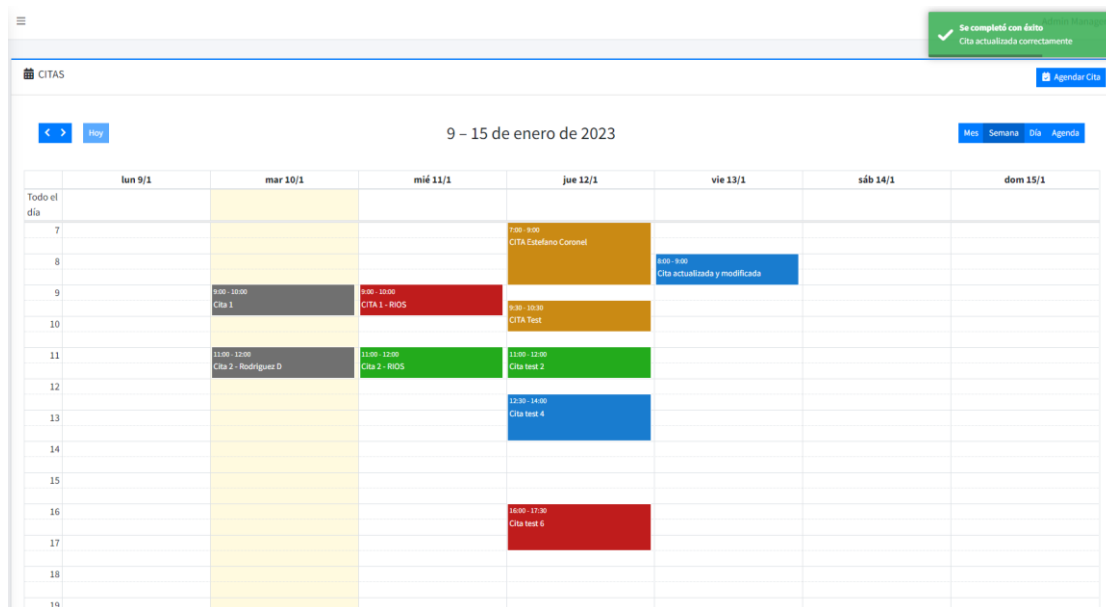 Admin Manager
Se completó con éxito
Cita actualizada correctamente
CITAS
Agendar Cita
Hoy
9 – 15 de enero de 2023
Mes Semana Día Agenda
lun 9/1 mar 10/1 mié 11/1 jue 12/1 vie 13/1 sáb 14/1 dom 15/1
Todo el
día
7
7:00 - 9:00
CITA Estefano Coronel
8
8:00 - 9:00
Cita actualizada y modificada
9
9:00 - 10:00
Cita 1
9:00 - 10:00
CITA 1 - RIOS
9:30 - 10:30
CITA Test
10
11
11:00 - 12:00
Cita 2 - Rodriguez D
11:00 - 12:00
Cita 2 - RIOS
11:00 - 12:00
Cita test 2
12
12:30 - 14:00
Cita test 4
13
14
15
16
16:00 - 17:30
Cita test 6
17
18
19